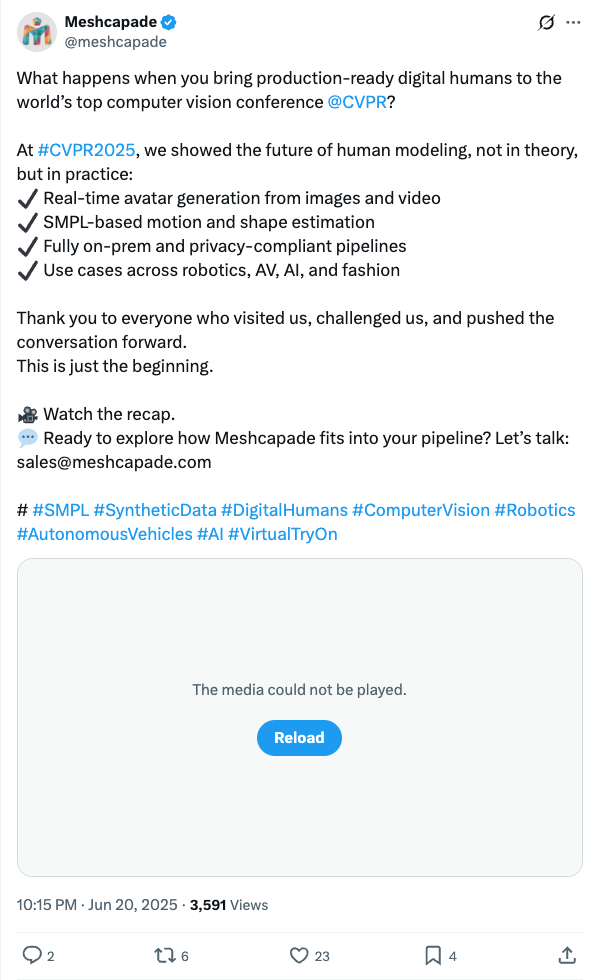 Meshcapade
@meshcapade
What happens when you bring production-ready digital humans to the
world's top computer vision conference @CVPR?
At #CVPR2025, we showed the future of human modeling, not in theory,
but in practice:
✔️ Real-time avatar generation from images and video
✔️ SMPL-based motion and shape estimation
✔️ Fully on-prem and privacy-compliant pipelines
✔️ Use cases across robotics, AV, AI, and fashion
Thank you to everyone who visited us, challenged us, and pushed the
conversation forward.
This is just the beginning.
🎥 Watch the recap.
💬 Ready to explore how Meshcapade fits into your pipeline? Let's talk:
sales@meshcapade.com
# #SMPL #SyntheticData #DigitalHumans #ComputerVision #Robotics
#AutonomousVehicles #AI #VirtualTryOn
The media could not be played.
Reload
10:15 PM · Jun 20, 2025 · 3,591 Views
2 6 23 4